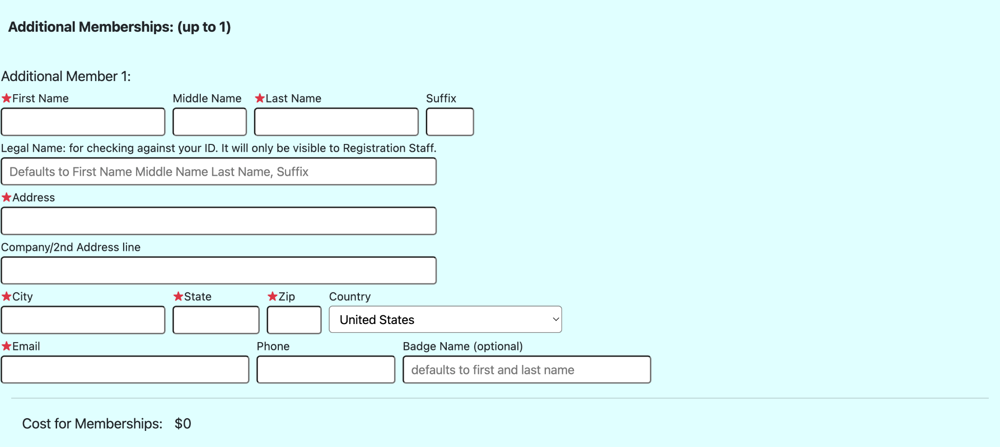 Additional Memberships: (up to 1)
Additional Member 1:
★First Name Middle Name ★Last Name Suffix
Legal Name: for checking against your ID. It will only be visible to Registration Staff.
Defaults to First Name Middle Name Last Name, Suffix
★Address
Company/2nd Address line
★City ★State ★Zip Country
United States
★Email Phone Badge Name (optional)
defaults to first and last name
Cost for Memberships: $0